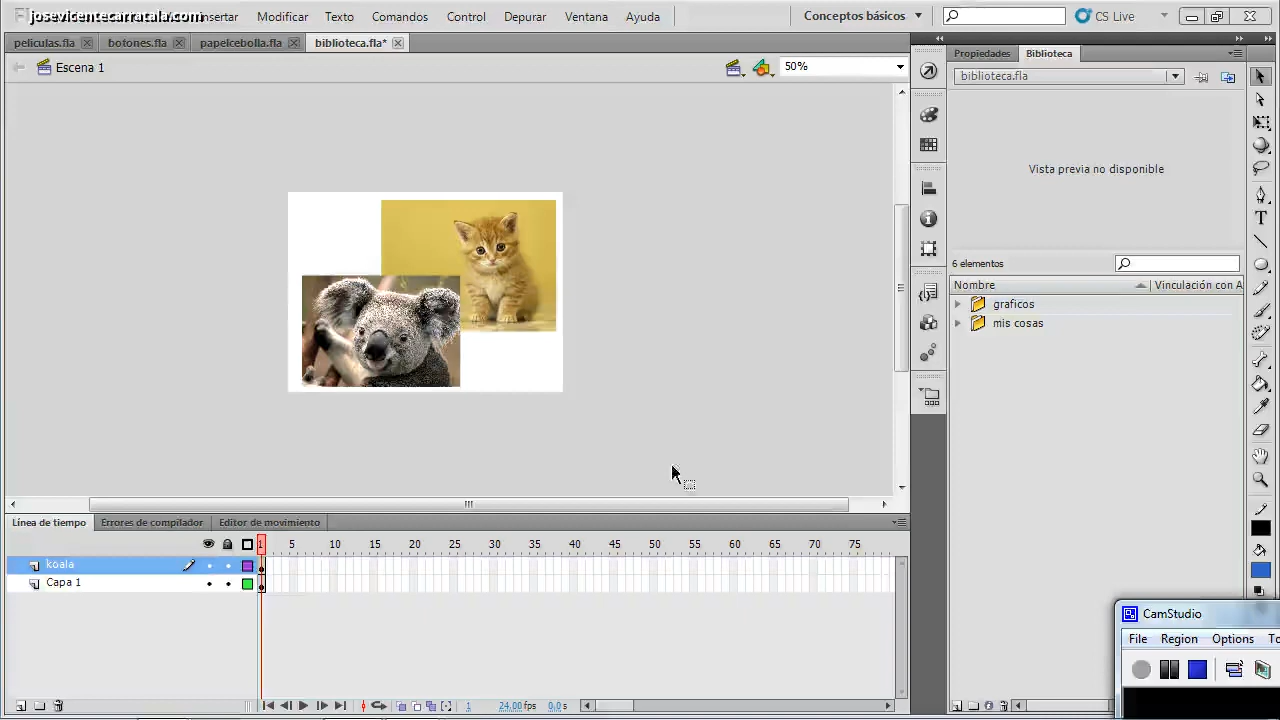 josevicentecarratala.com Insertar Modificar Texto Comandos Control Depurar Ventana Ayuda Conceptos básicos CS Live
peliculas.fla botones.fla papelcebolla.fla biblioteca.fla*
Escena 1 50%
Propiedades Biblioteca
biblioteca.fla
Vista previa no disponible
6 elementos
Nombre Vinculación con A
graficos
mis cosas
Línea de tiempo Errores de compilador Editor de movimiento
1 5 10 15 20 25 30 35 40 45 50 55 60 65 70 75
koala
Capa 1
1 24.00 fps 0.0 s
CamStudio
File Region Options To